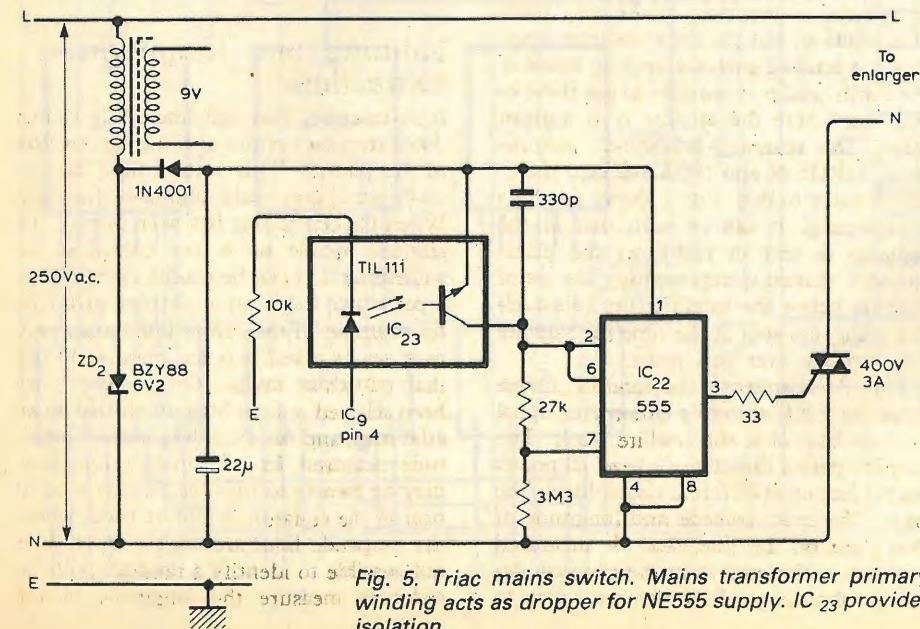 L
L
To
enlarger
9V
N
1N4001
330p
250V a.c.
TIL111
10k
IC23
1
2
6
IC22
555
3
400V
3A
ZD2
BZY88
6V2
27k
33
7
E
IC9
pin 4
22μ
3M3
4
8
N
E
Fig. 5. Triac mains switch. Mains transformer primary
winding acts as dropper for NE555 supply. IC23 provide
isolation